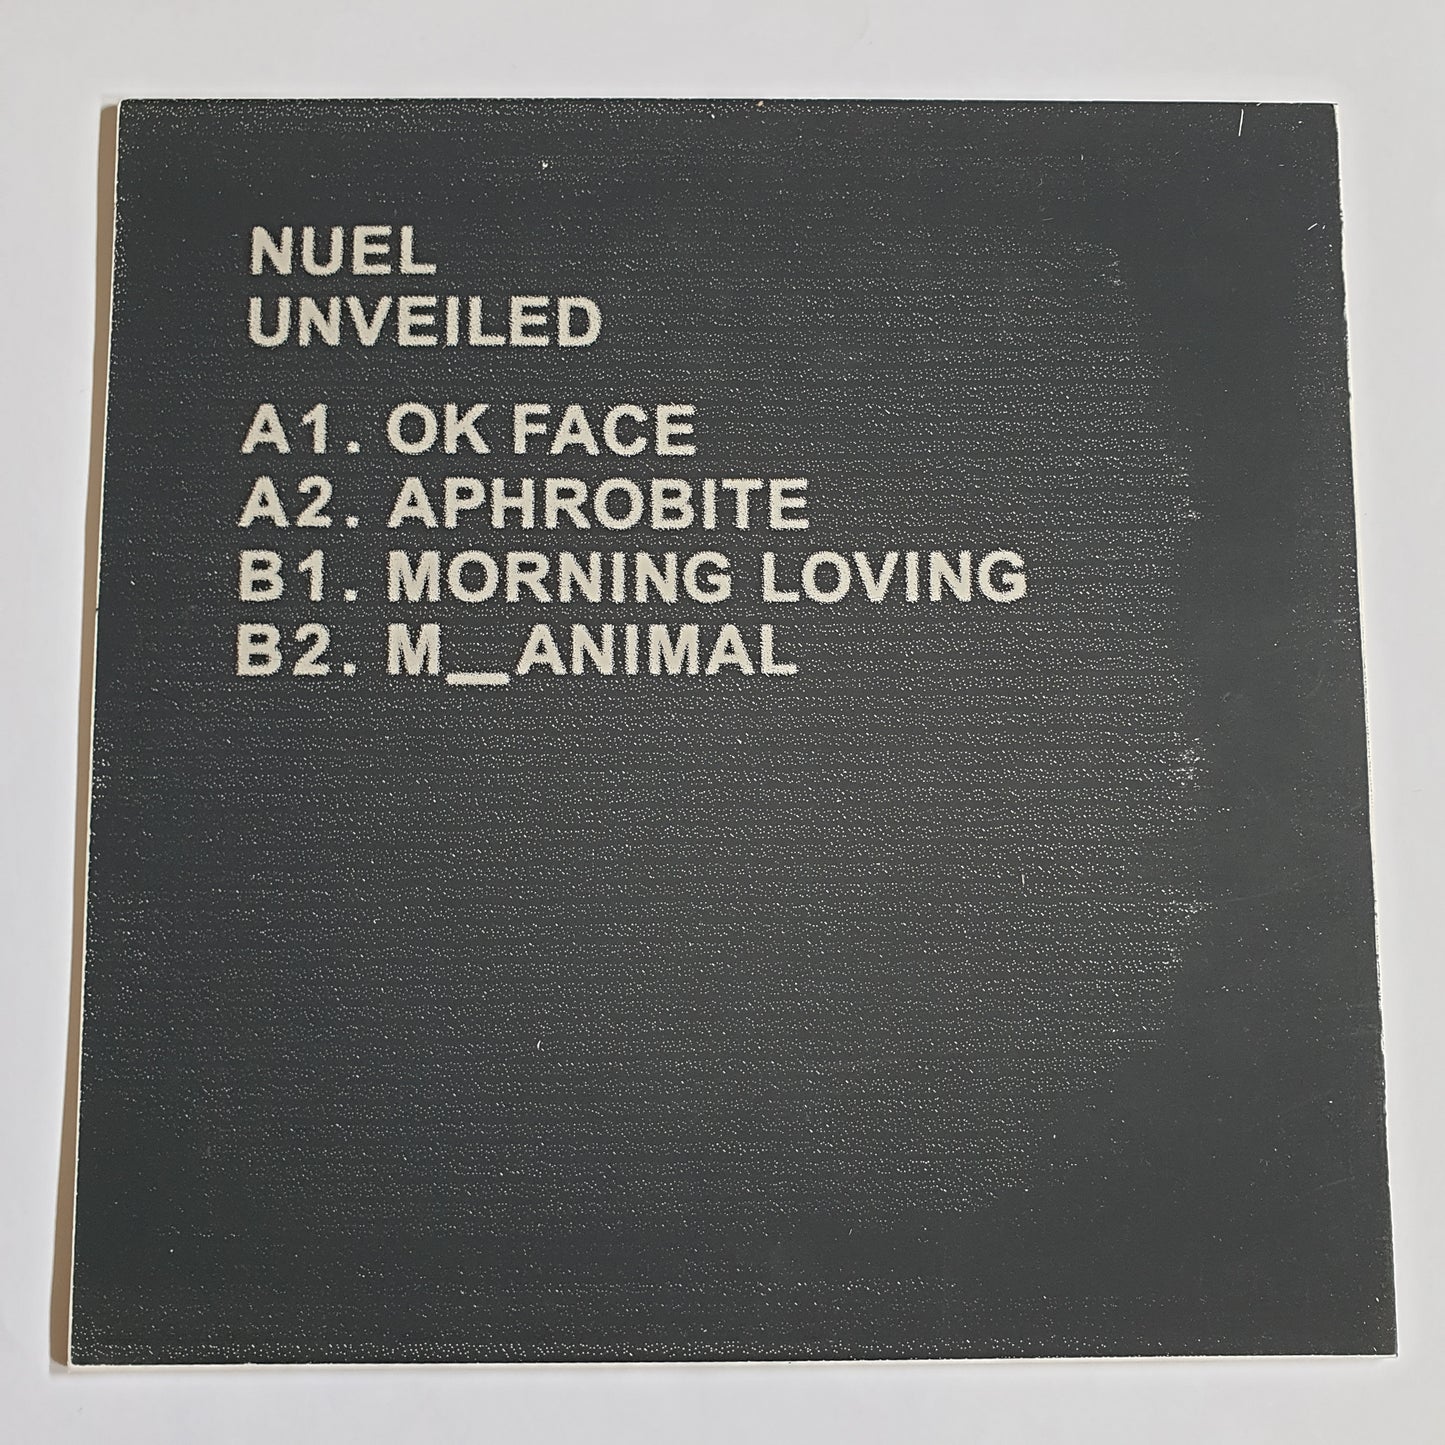 NUEL
UNVEILED
A1. OK FACE
A2. APHROBITE
B1. MORNING LOVING
B2. M_ANIMAL